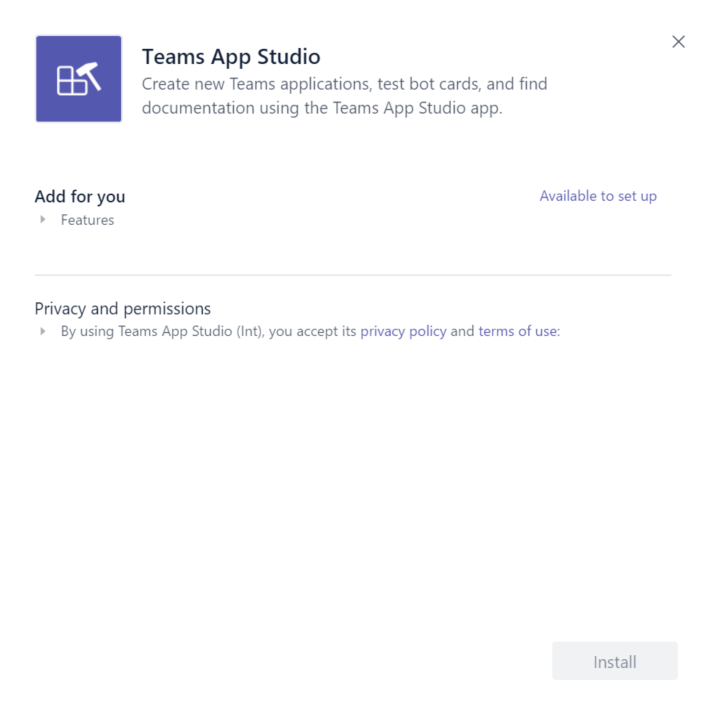 Teams App Studio
Create new Teams applications, test bot cards, and find
documentation using the Teams App Studio app.
Add for you
Available to set up
Features
Privacy and permissions
By using Teams App Studio (Int), you accept its privacy policy and terms of use:
Install